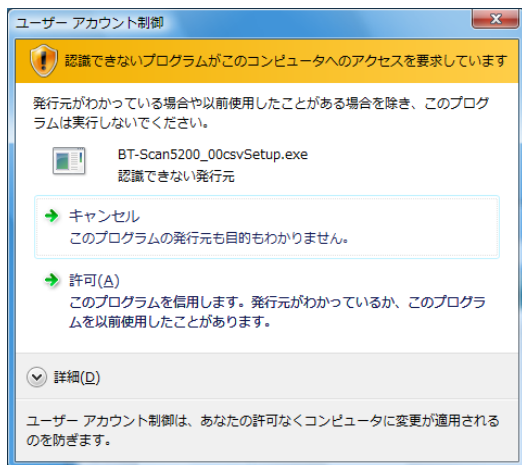 ユーザー アカウント制御
認識できないプログラムがこのコンピュータへのアクセスを要求しています
発行元がわかっている場合や以前使用したことがある場合を除き、このプログ
ラムは実行しないでください。
BT-Scan5200_00csvSetup.exe
認識できない発行元
キャンセル
このプログラムの発行元も目的もわかりません。
許可(A)
このプログラムを信用します。発行元がわかっているか、このプログラ
ムを以前使用したことがあります。
詳細(D)
ユーザー アカウント制御は、あなたの許可なくコンピュータに変更が適用される
のを防ぎます。